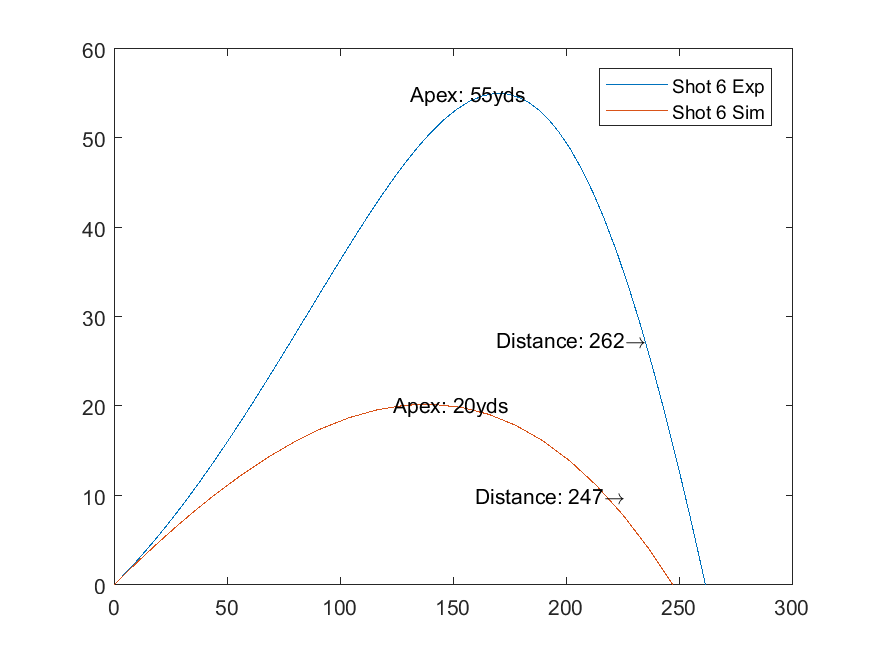 60
50
40
30
20
10
0
0 50 100 150 200 250 300
Shot 6 Exp
Shot 6 Sim
Apex: 55yds
Distance: 262→
Apex: 20yds
Distance: 247→